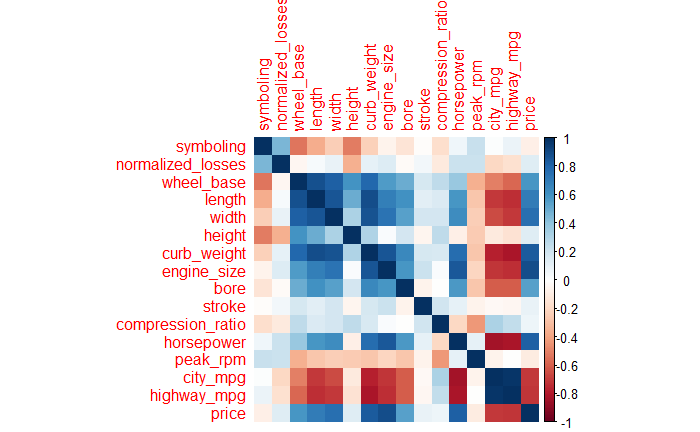 symboling
normalized_losses
wheel_base
length
width
height
curb_weight
engine_size
bore
stroke
compression_ratio
horsepower
peak_rpm
city_mpg
highway_mpg
price
symboling
normalized_losses
wheel_base
length
width
height
curb_weight
engine_size
bore
stroke
compression_ratio
horsepower
peak_rpm
city_mpg
highway_mpg
price
1
0.8
0.6
0.4
0.2
0
-0.2
-0.4
-0.6
-0.8
-1